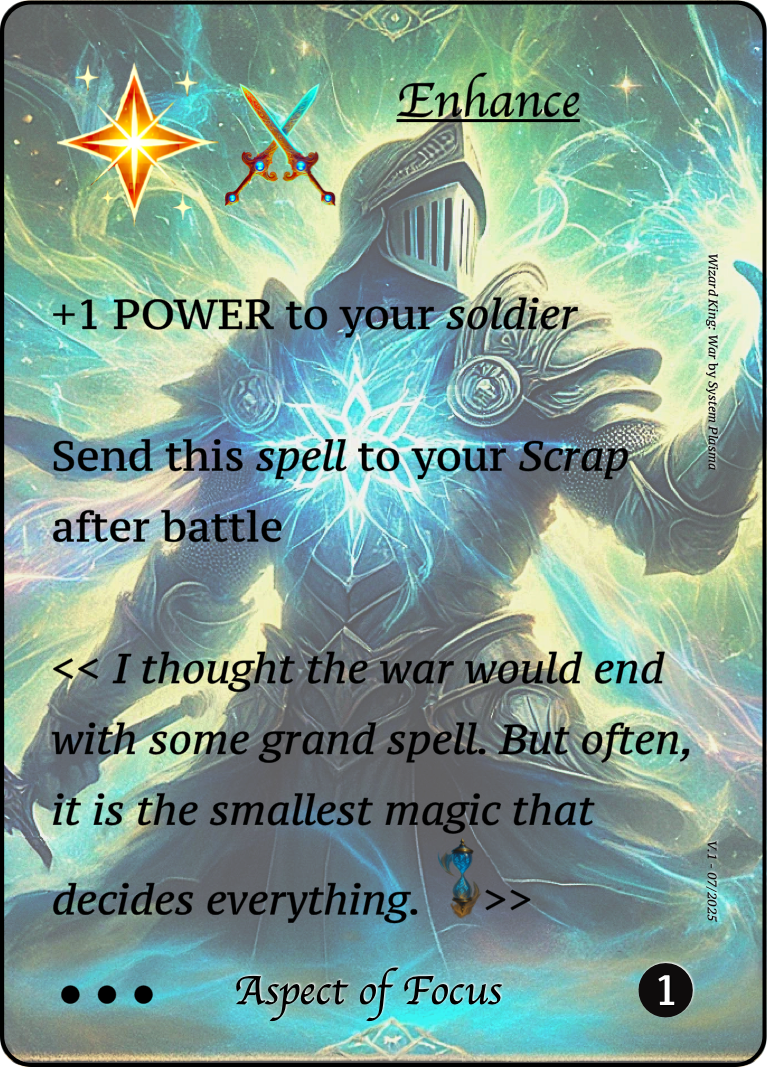 Enhance
+1 POWER to your soldier
Send this spell to your Scrap
after battle
<< I thought the war would end
with some grand spell. But often,
it is the smallest magic that
decides everything. >>
Aspect of Focus
1
Wizard King: War by System Plasma
V.1 - 07/2025